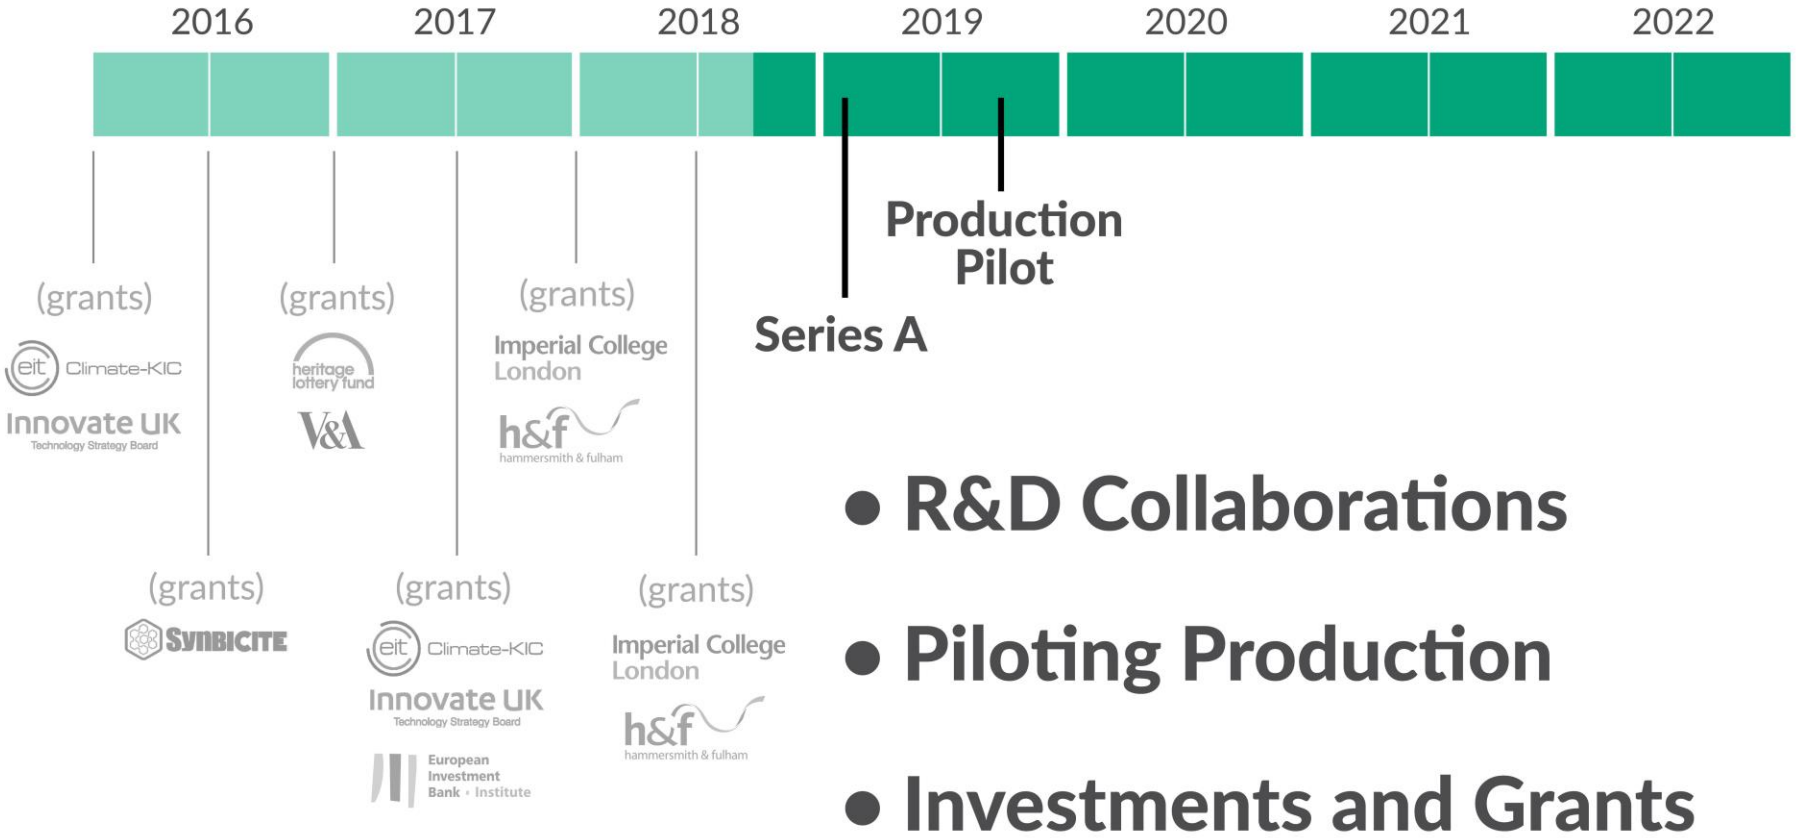 2016 2017 2018 2019 2020 2021 2022
Production
Pilot
Series A
(grants)
eit Climate-KIC
Innovate UK
Technology Strategy Board
(grants)
heritage
lottery fund
V&A
(grants)
Imperial College
London
h&f
hammersmith & fulham
(grants)
SYNBICITE
(grants)
eit Climate-KIC
Innovate UK
Technology Strategy Board
European
Investment
Bank • Institute
(grants)
Imperial College
London
h&f
hammersmith & fulham
• R&D Collaborations
• Piloting Production
• Investments and Grants